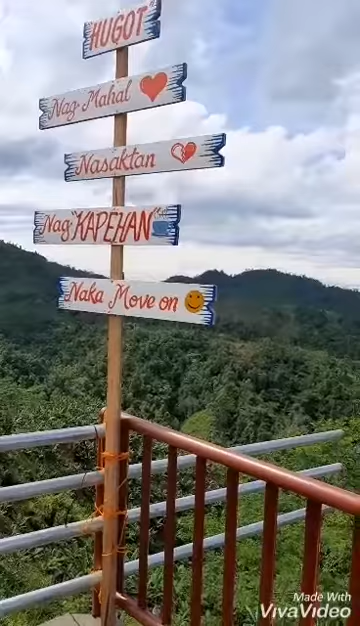 "HUGOT"
Nag-Mahal
Nasaktan
Nag"KAPEHAN"
Naka Move on
Made With
VivaVideo